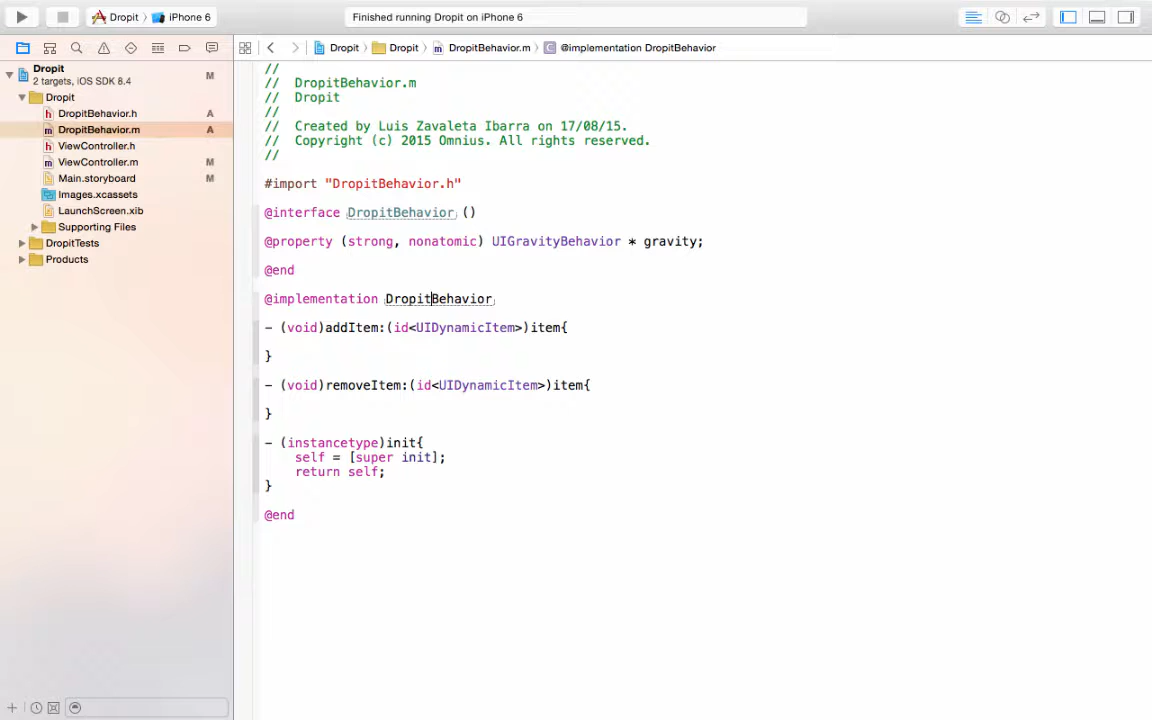 Dropit 〉 iPhone 6
Finished running Dropit on iPhone 6
Dropit 〉 Dropit 〉 DropitBehavior.m 〉 C @implementation DropitBehavior
Dropit M
2 targets, iOS SDK 8.4
Dropit
h DropitBehavior.h A
m DropitBehavior.m A
h ViewController.h
m ViewController.m M
Main.storyboard M
Images.xcassets
LaunchScreen.xib
Supporting Files
DropitTests
Products
//
// DropitBehavior.m
// Dropit
//
// Created by Luis Zavaleta Ibarra on 17/08/15.
// Copyright (c) 2015 Omnius. All rights reserved.
//
#import "DropitBehavior.h"
@interface DropitBehavior ()
@property (strong, nonatomic) UIGravityBehavior * gravity;
@end
@implementation DropitBehavior
- (void)addItem:(id<UIDynamicItem>)item{
}
- (void)removeItem:(id<UIDynamicItem>)item{
}
- (instancetype)init{
self = [super init];
return self;
}
@end